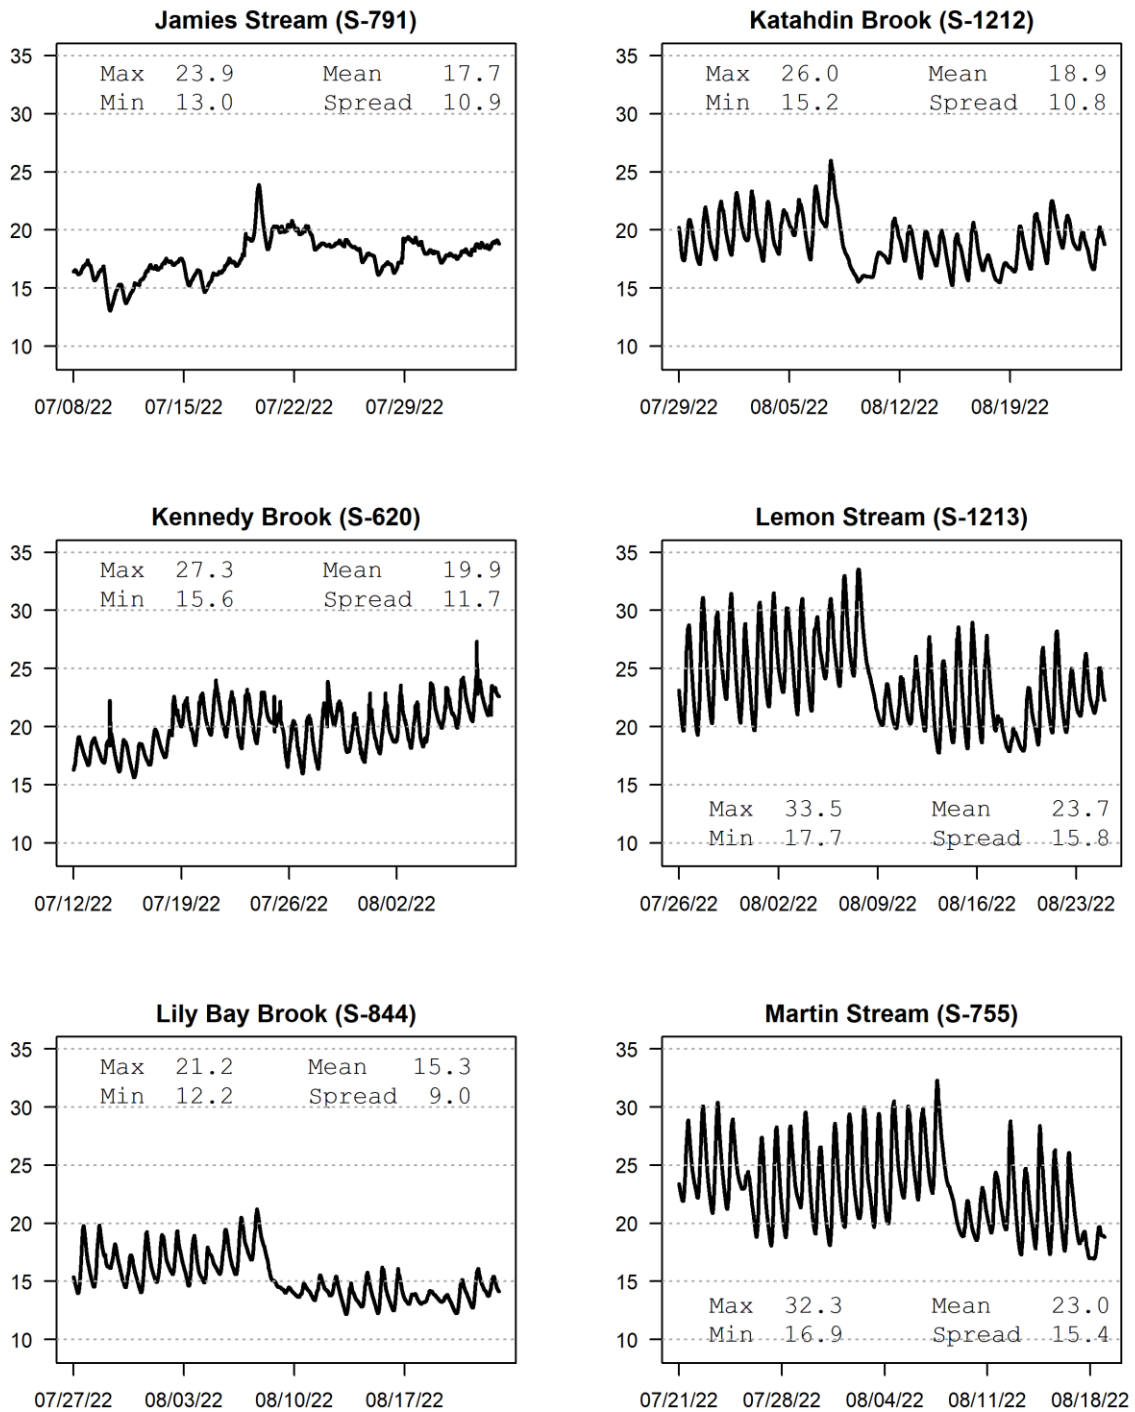 Jamies Stream (S-791)
Max 23.9 Mean 17.7
Min 13.0 Spread 10.9
35
30
25
20
15
10
07/08/22 07/15/22 07/22/22 07/29/22
Katahdin Brook (S-1212)
Max 26.0 Mean 18.9
Min 15.2 Spread 10.8
35
30
25
20
15
10
07/29/22 08/05/22 08/12/22 08/19/22
Kennedy Brook (S-620)
Max 27.3 Mean 19.9
Min 15.6 Spread 11.7
35
30
25
20
15
10
07/12/22 07/19/22 07/26/22 08/02/22
Lemon Stream (S-1213)
35
30
25
20
15
10
Max 33.5 Mean 23.7
Min 17.7 Spread 15.8
07/26/22 08/02/22 08/09/22 08/16/22 08/23/22
Lily Bay Brook (S-844)
Max 21.2 Mean 15.3
Min 12.2 Spread 9.0
35
30
25
20
15
10
07/27/22 08/03/22 08/10/22 08/17/22
Martin Stream (S-755)
35
30
25
20
15
10
Max 32.3 Mean 23.0
Min 16.9 Spread 15.4
07/21/22 07/28/22 08/04/22 08/11/22 08/18/22